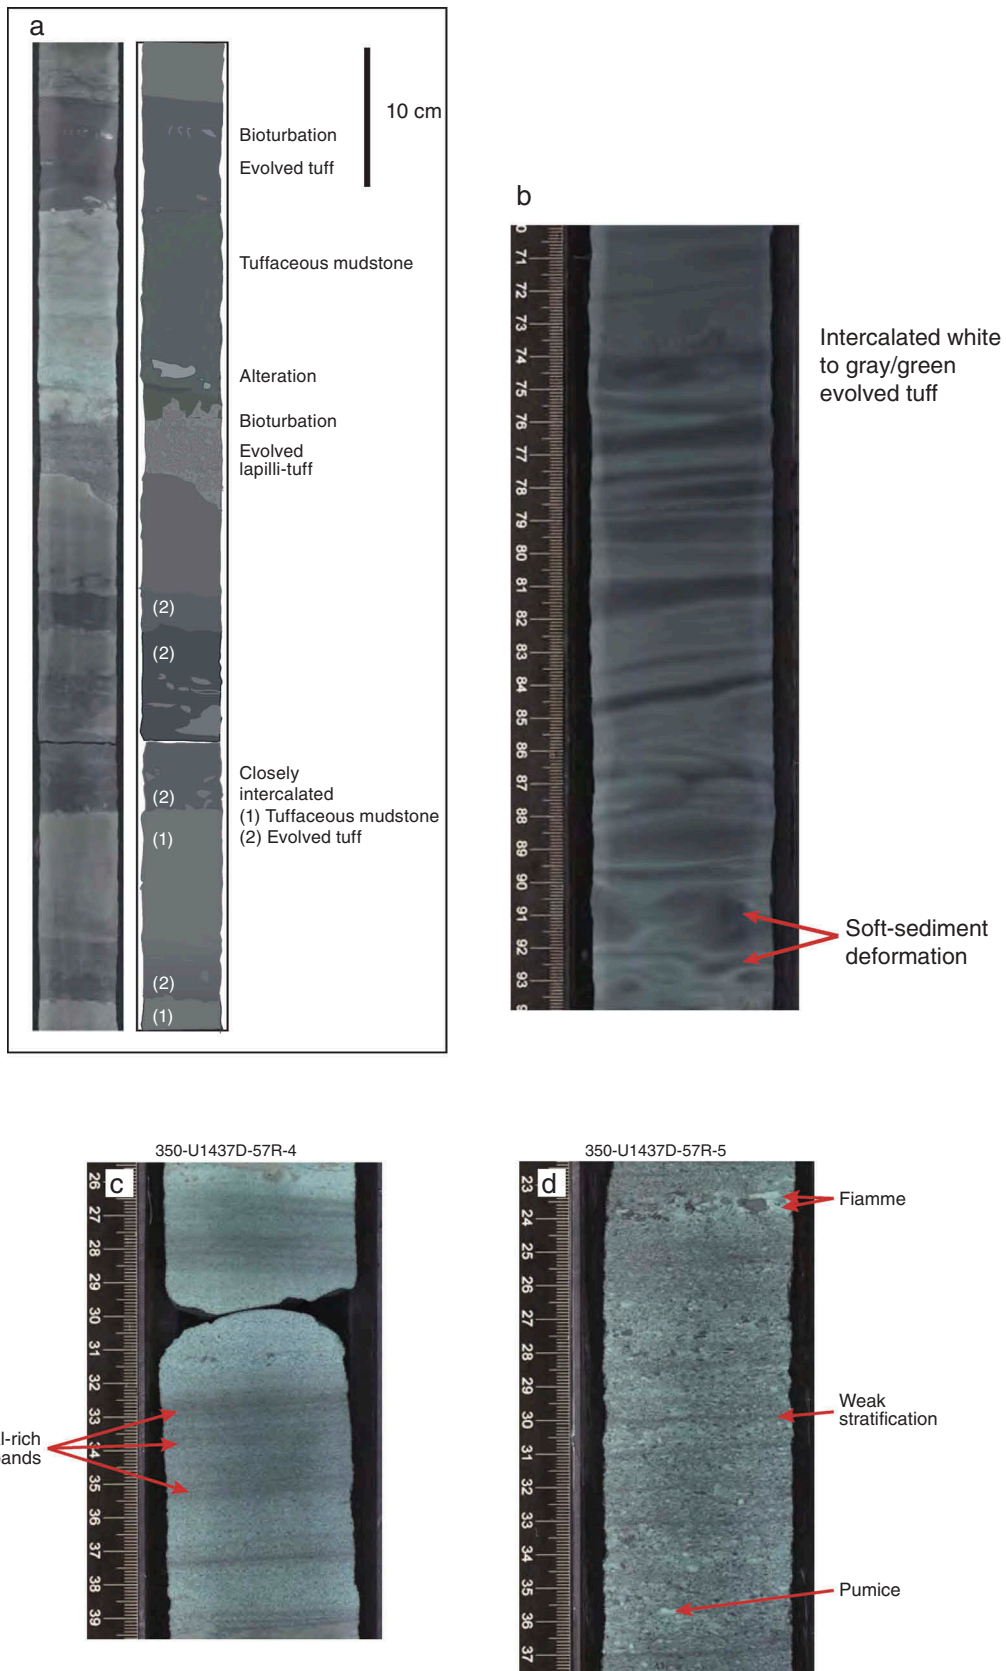 a
10 cm
Bioturbation
Evolved tuff
Tuffaceous mudstone
Alteration
Bioturbation
Evolved
lapilli-tuff
(2)
(2)
Closely
intercalated
(2)
(1) Tuffaceous mudstone
(1)
(2) Evolved tuff
(2)
(1)
b
71
72
73
74
75
76
77
78
79
80
81
82
83
84
85
86
87
88
89
90
91
92
93
Intercalated white
to gray/green
evolved tuff
Soft-sediment
deformation
350-U1437D-57R-4
c
26
27
28
29
30
31
32
33
34
35
36
37
38
39
l-rich
ands
350-U1437D-57R-5
d
23
24
25
26
27
28
29
30
31
32
33
34
35
36
37
Fiamme
Weak
stratification
Pumice